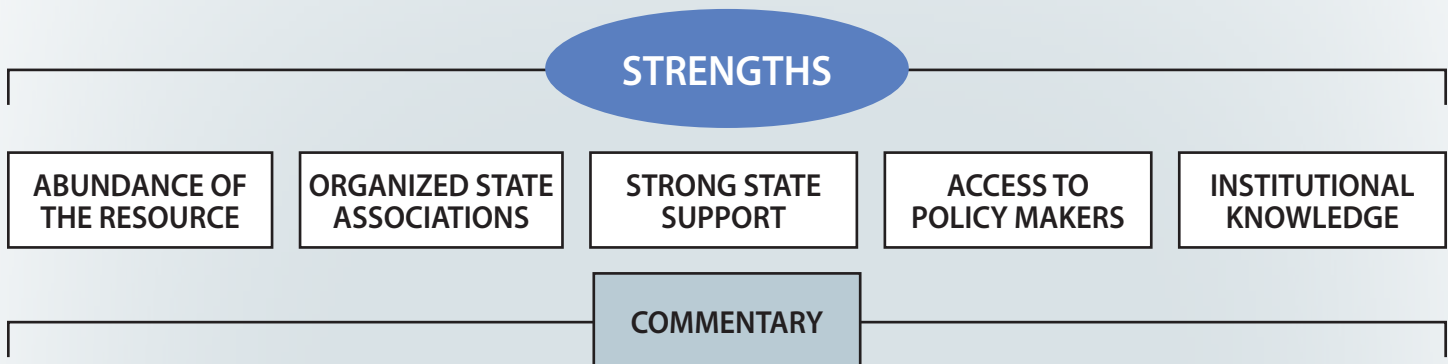 STRENGTHS
ABUNDANCE OF
THE RESOURCE
ORGANIZED STATE
ASSOCIATIONS
STRONG STATE
SUPPORT
ACCESS TO
POLICY MAKERS
INSTITUTIONAL
KNOWLEDGE
COMMENTARY